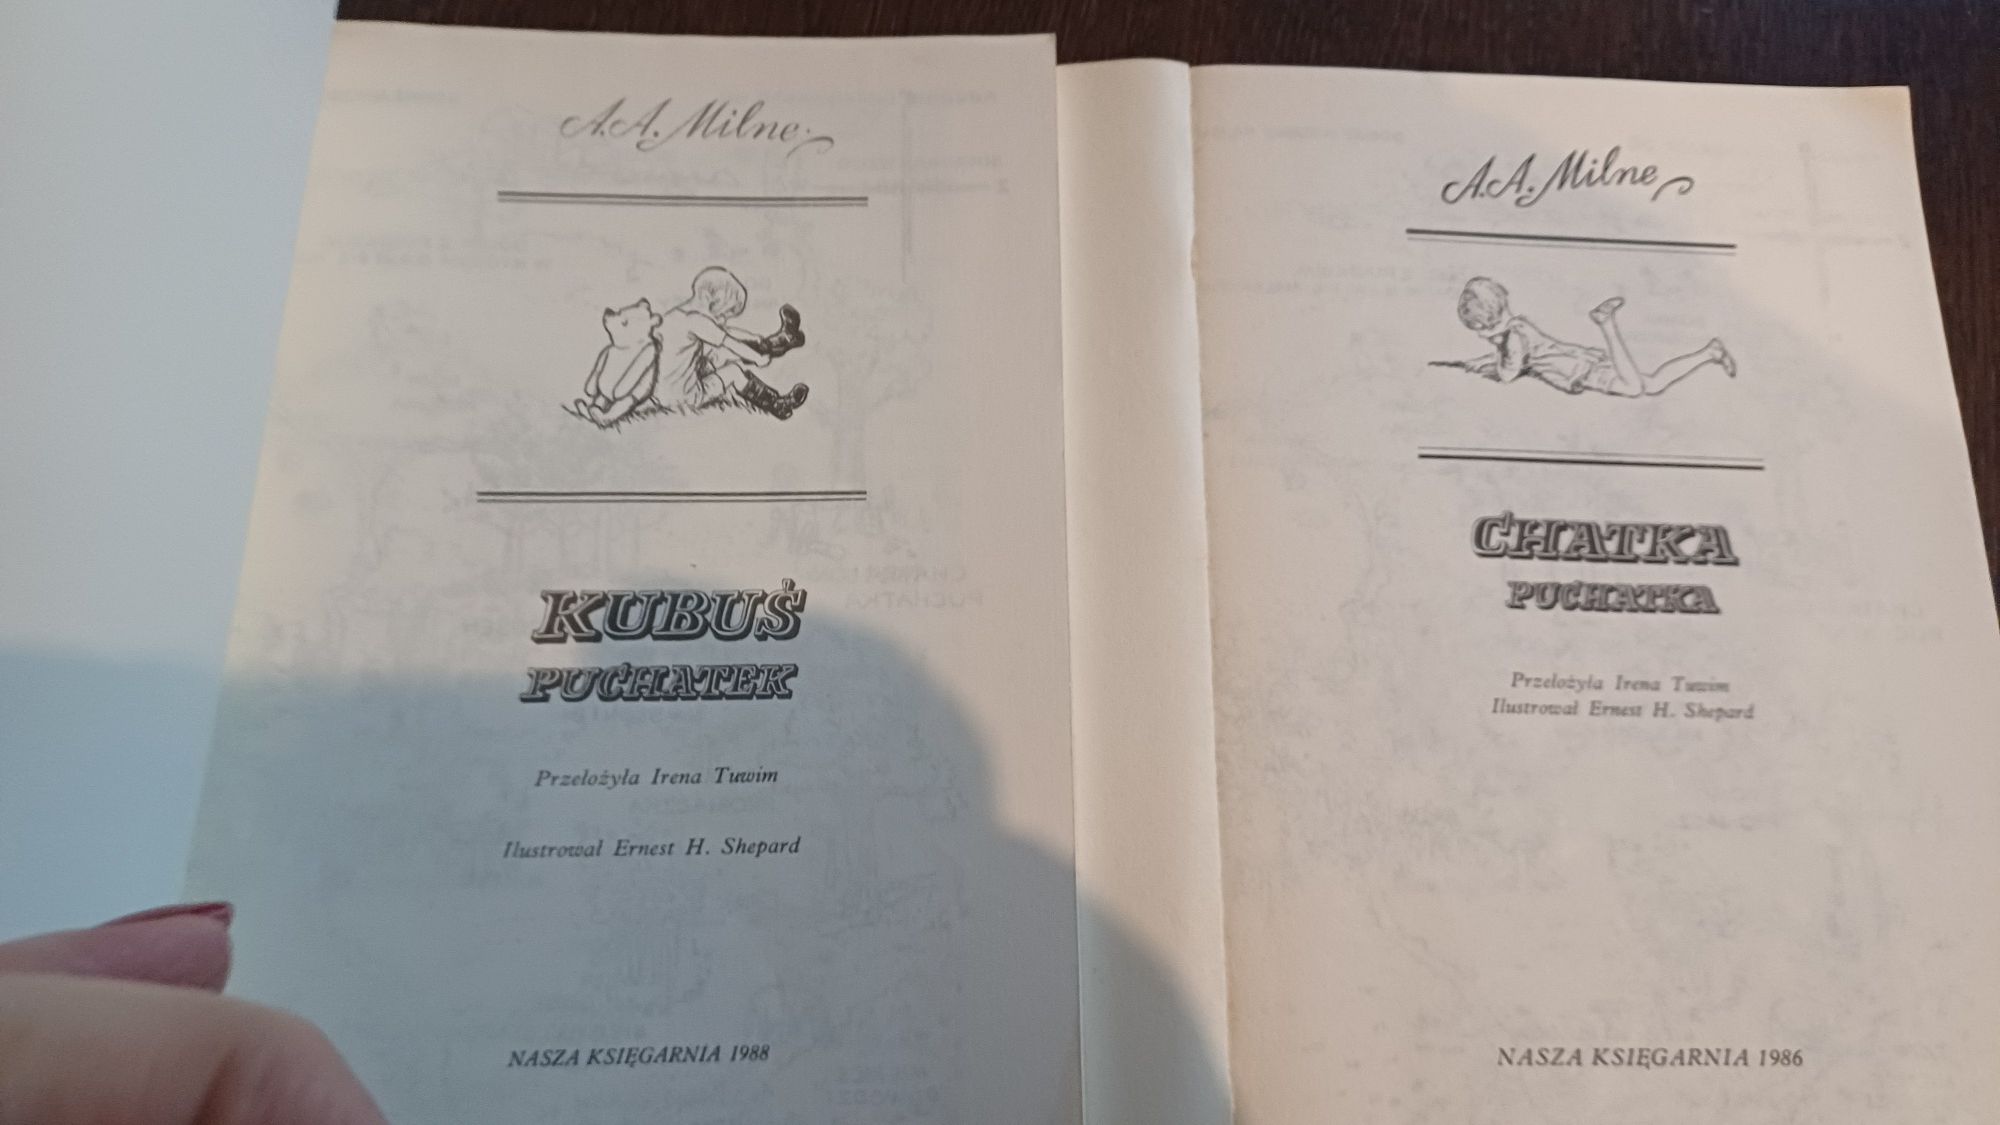 A.A. Milne
KUBUŚ
PUCHATEK
Przełożyła Irena Tuwim
Ilustrował Ernest H. Shepard
NASZA KSIĘGARNIA 1988
A.A. Milne
CHATKA
PUCHATKA
Przełożyła Irena Tuwim
Ilustrował Ernest H. Shepard
NASZA KSIĘGARNIA 1986